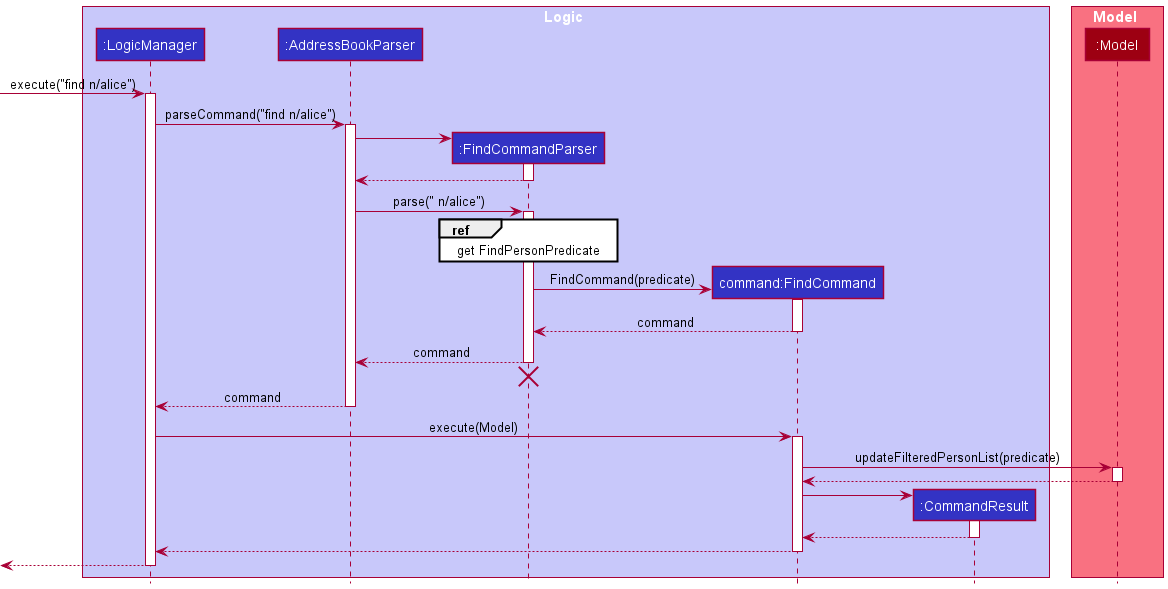 Logic
Model
:LogicManager
:AddressBookParser
:Model
execute("find n/alice")
parseCommand("find n/alice")
:FindCommandParser
parse(" n/alice")
ref
get FindPersonPredicate
FindCommand(predicate)
command:FindCommand
command
command
command
execute(Model)
updateFilteredPersonList(predicate)
:CommandResult